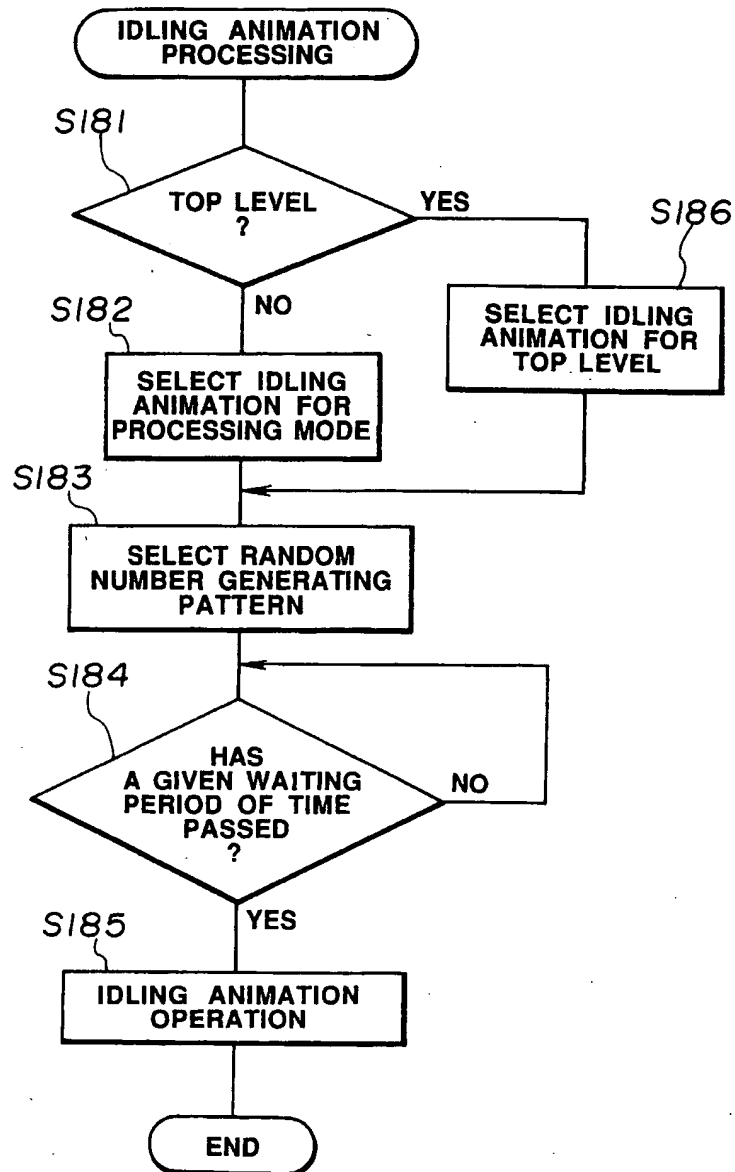 IDLING ANIMATION
PROCESSING
S181
TOP LEVEL
?
YES
S186
SELECT IDLING
ANIMATION FOR
TOP LEVEL
NO
S182
SELECT IDLING
ANIMATION FOR
PROCESSING MODE
S183
SELECT RANDOM
NUMBER GENERATING
PATTERN
S184
HAS
A GIVEN WAITING
PERIOD OF TIME
PASSED
?
NO
YES
S185
IDLING ANIMATION
OPERATION
END